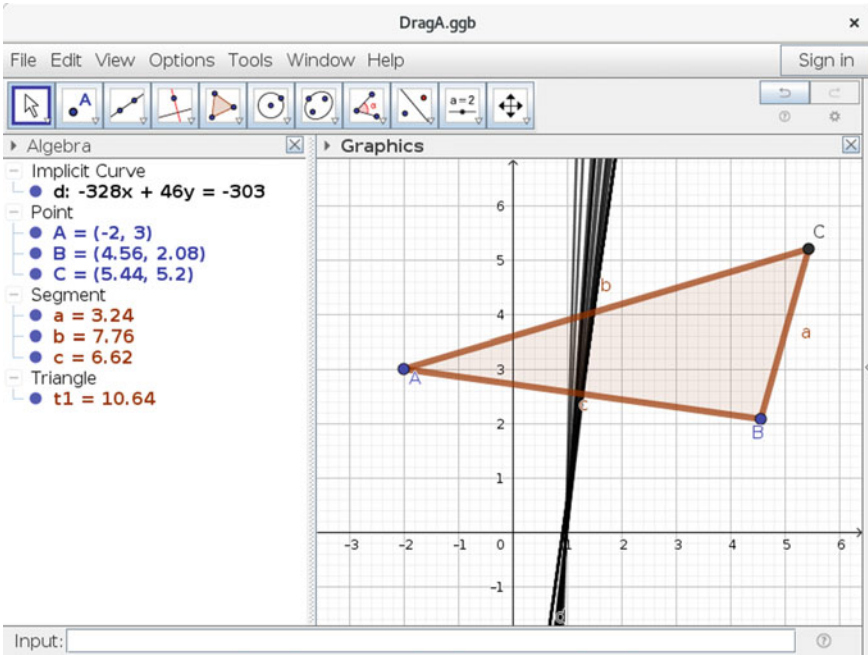 DragA.ggb ×
File Edit View Options Tools Window Help Sign in
A α a=2
Algebra Graphics
Implicit Curve
d: -328x + 46y = -303
Point
A = (-2, 3)
B = (4.56, 2.08)
C = (5.44, 5.2)
Segment
a = 3.24
b = 7.76
c = 6.62
Triangle
t1 = 10.64
6
C
5
b
4
a
3
A
c
2
B
1
-3 -2 -1 0 1 2 3 4 5 6
-1
d
Input: